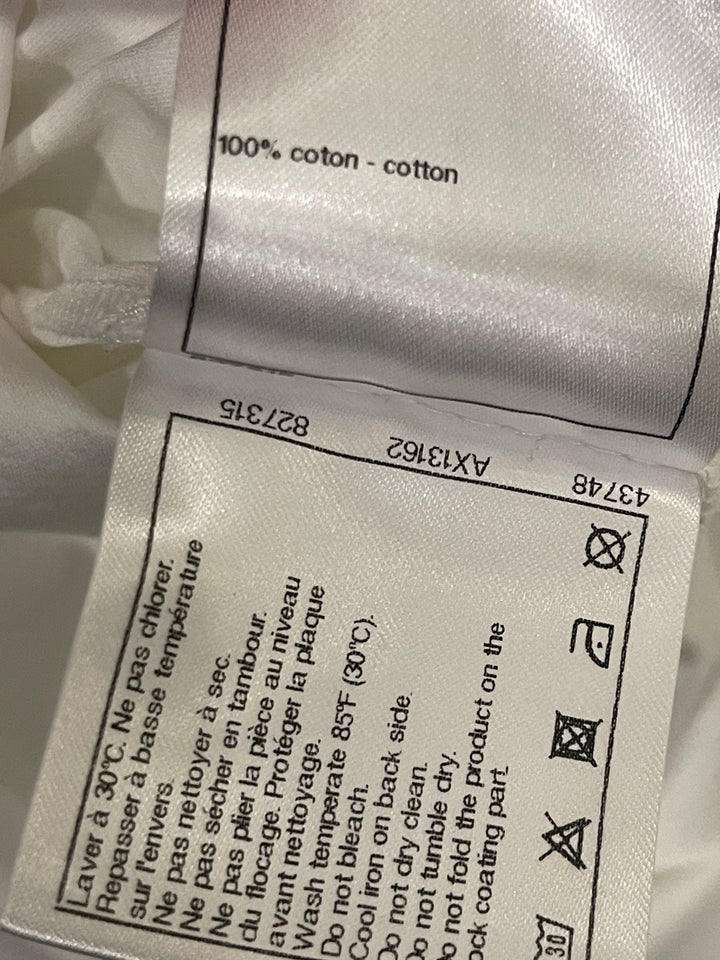 100% coton - cotton
827315
AX13162
43748
Laver à 30°C. Ne pas chlorer.
Repasser à basse température
sur l'envers.
Ne pas nettoyer à sec.
Ne pas sécher en tambour.
Ne pas plier la pièce au niveau
du flocage. Protéger la plaque
avant nettoyage.
Wash temperate 85°F (30°C).
Do not bleach.
Cool iron on back side.
Do not dry clean.
Do not tumble dry.
Do not fold the product on the
ock coating part.
30